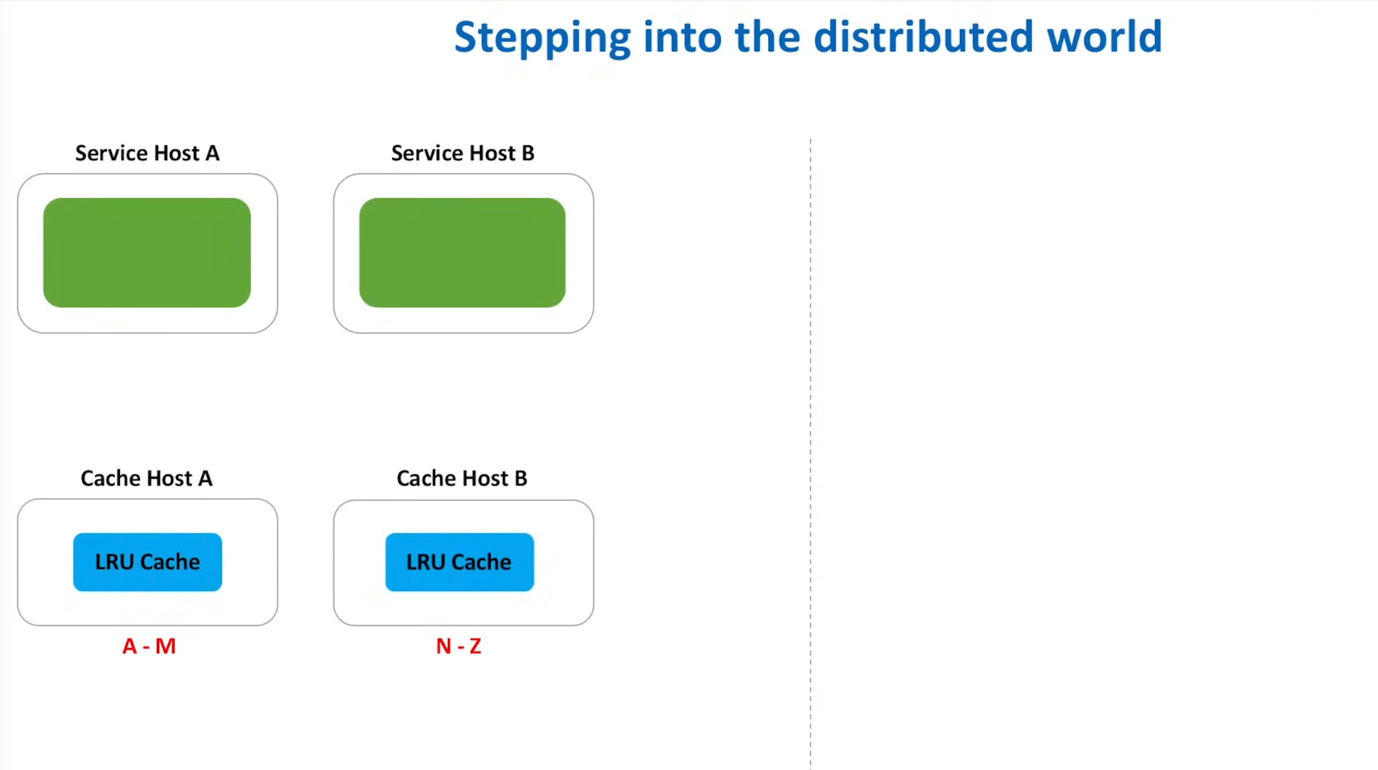 Stepping into the distributed world
Service Host A
Service Host B
Cache Host A
Cache Host B
LRU Cache
LRU Cache
A - M
N - Z